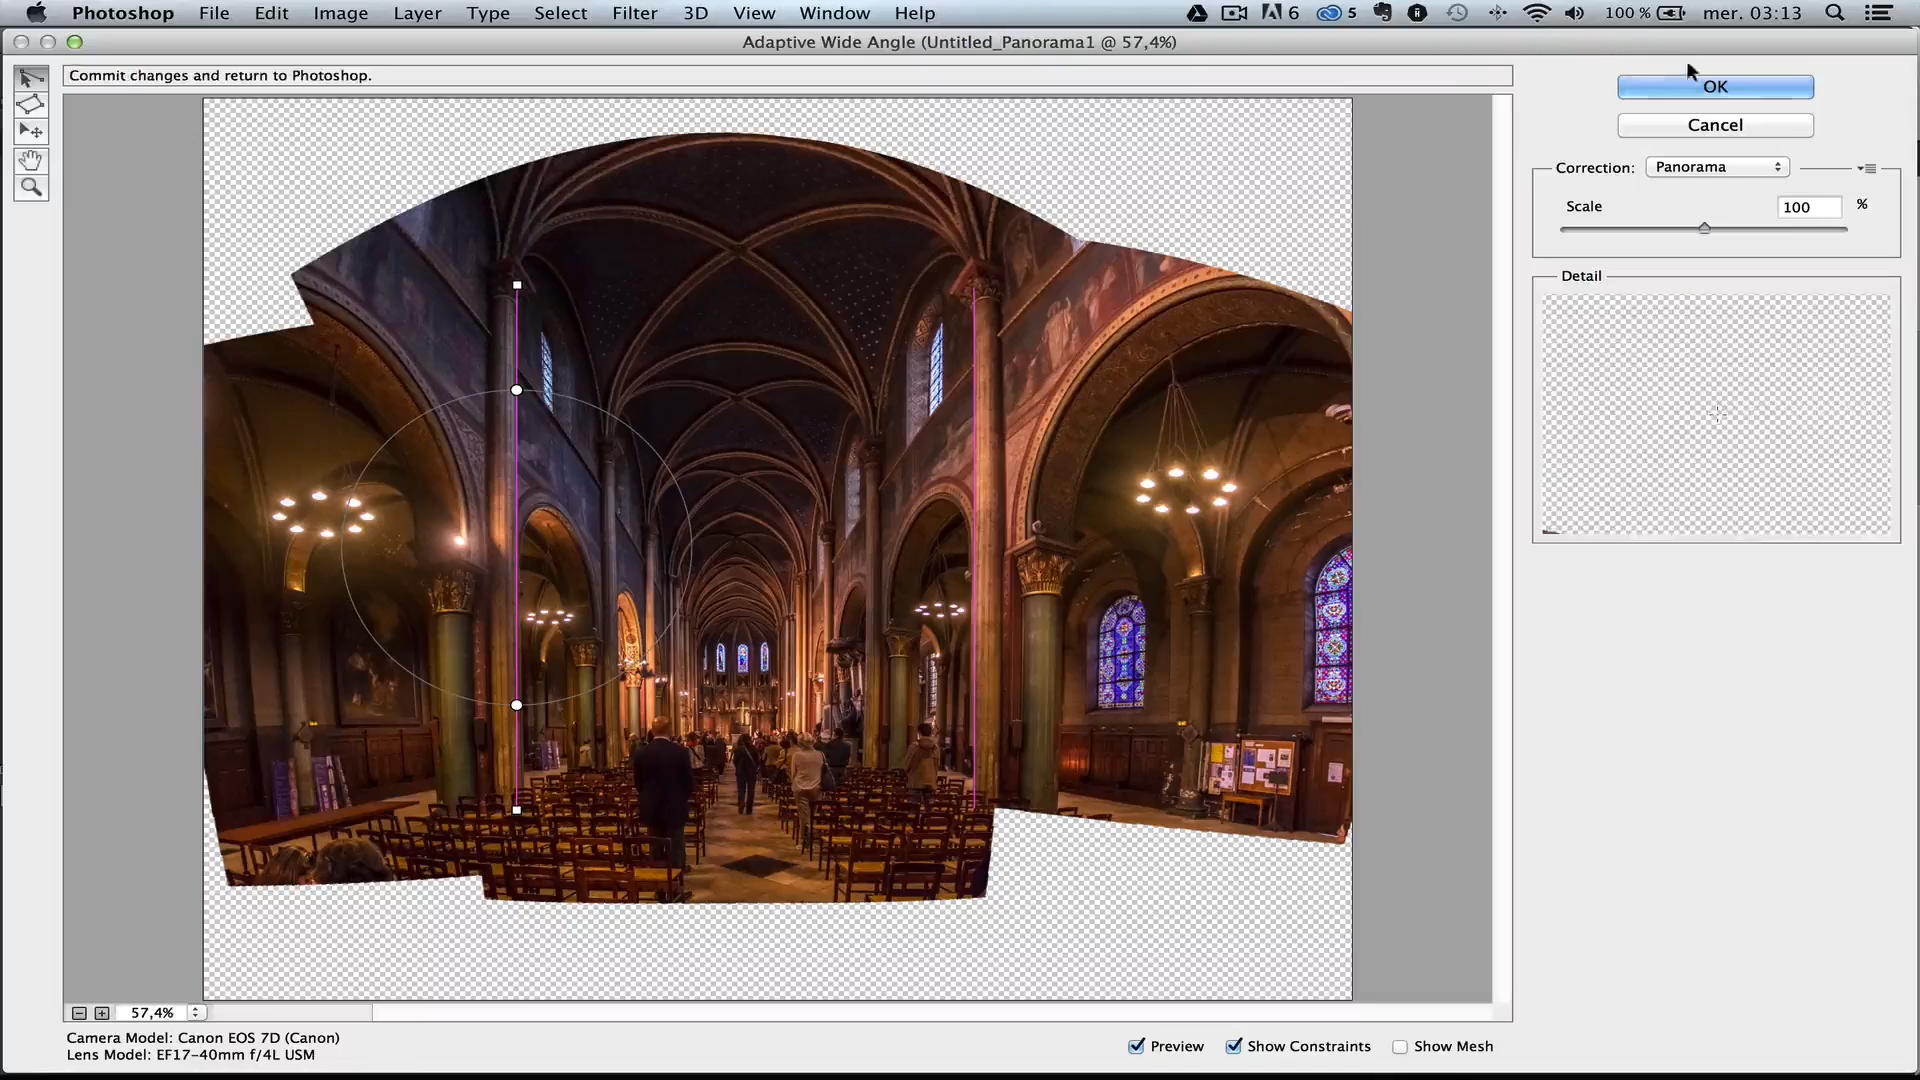 Photoshop File Edit Image Layer Type Select Filter 3D View Window Help 6 5 100 % mer. 03:13
Adaptive Wide Angle (Untitled_Panorama1 @ 57,4%)
Commit changes and return to Photoshop.
OK
Cancel
Correction: Panorama
Scale 100 %
Detail
57,4%
Camera Model: Canon EOS 7D (Canon)
Lens Model: EF17-40mm f/4L USM
Preview Show Constraints Show Mesh